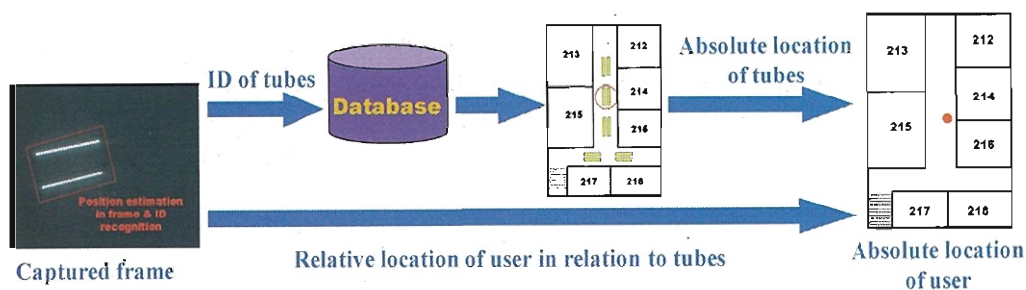 Position estimation
in frame & ID
recognition
Captured frame
ID of tubes
Database
213
212
214
215
216
217
218
Absolute location
of tubes
Relative location of user in relation to tubes
213
212
214
215
216
217
218
Absolute location
of user